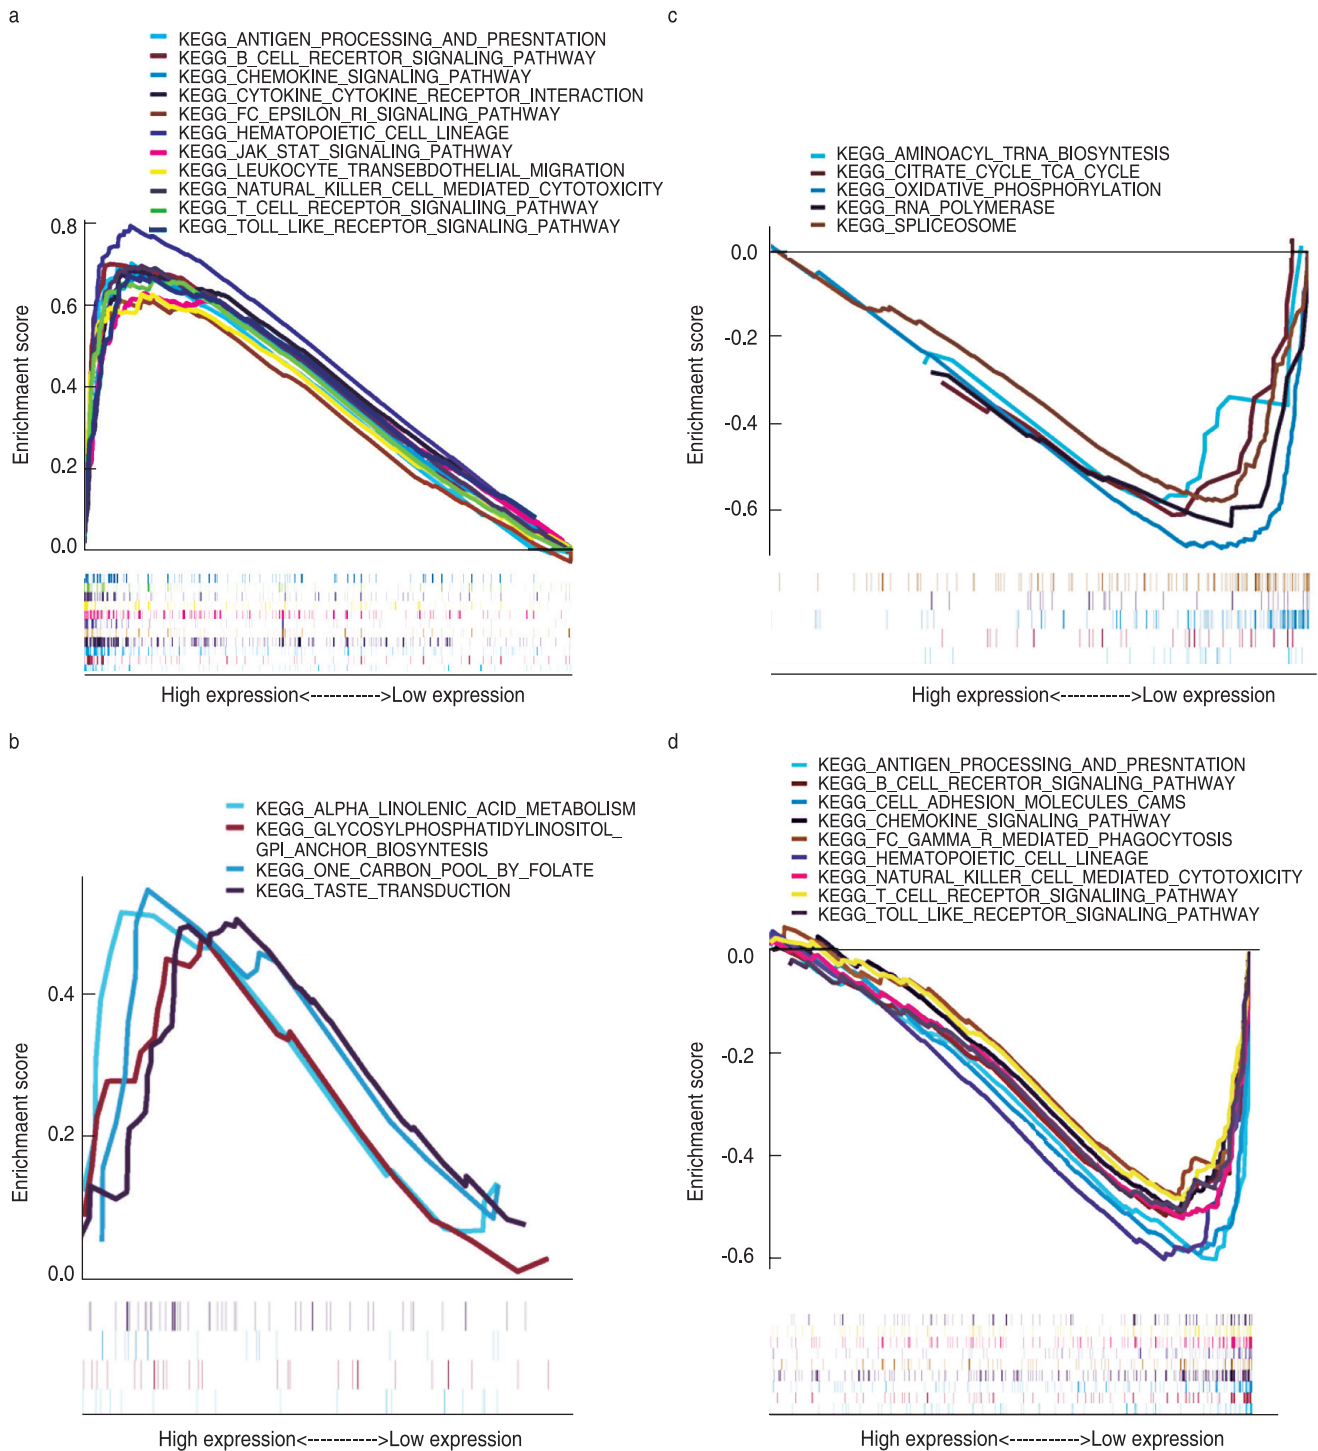 a
KEGG_ANTIGEN_PROCESSING_AND_PRESNTATION
KEGG_B_CELL_RECERTOR_SIGNALING_PATHWAY
KEGG_CHEMOKINE_SIGNALING_PATHWAY
KEGG_CYTOKINE_CYTOKINE_RECEPTOR_INTERACTION
KEGG_FC_EPSILON_RI_SIGNALING_PATHWAY
KEGG_HEMATOPOIETIC_CELL_LINEAGE
KEGG_JAK_STAT_SIGNALING_PATHWAY
KEGG_LEUKOCYTE_TRANSEBDOTHELIAL_MIGRATION
KEGG_NATURAL_KILLER_CELL_MEDIATED_CYTOTOXICITY
KEGG_T_CELL_RECEPTOR_SIGNALIING_PATHWAY
KEGG_TOLL_LIKE_RECEPTOR_SIGNALING_PATHWAY
0.8
0.6
0.4
0.2
0.0
Enrichmaent score
High expression<----------->Low expression
b
KEGG_ALPHA_LINOLENIC_ACID_METABOLISM
KEGG_GLYCOSYLPHOSPHATIDYLINOSITOL_
GPI_ANCHOR_BIOSYNTESIS
KEGG_ONE_CARBON_POOL_BY_FOLATE
KEGG_TASTE_TRANSDUCTION
0.4
0.2
0.0
Enrichmaent score
High expression<----------->Low expression
c
KEGG_AMINOACYL_TRNA_BIOSYNTESIS
KEGG_CITRATE_CYCLE_TCA_CYCLE
KEGG_OXIDATIVE_PHOSPHORYLATION
KEGG_RNA_POLYMERASE
KEGG_SPLICEOSOME
0.0
-0.2
-0.4
-0.6
Enrichmaent score
High expression<----------->Low expression
d
KEGG_ANTIGEN_PROCESSING_AND_PRESNTATION
KEGG_B_CELL_RECERTOR_SIGNALING_PATHWAY
KEGG_CELL_ADHESION_MOLECULES_CAMS
KEGG_CHEMOKINE_SIGNALING_PATHWAY
KEGG_FC_GAMMA_R_MEDIATED_PHAGOCYTOSIS
KEGG_HEMATOPOIETIC_CELL_LINEAGE
KEGG_NATURAL_KILLER_CELL_MEDIATED_CYTOTOXICITY
KEGG_T_CELL_RECEPTOR_SIGNALIING_PATHWAY
KEGG_TOLL_LIKE_RECEPTOR_SIGNALING_PATHWAY
0.0
-0.2
-0.4
-0.6
Enrichmaent score
High expression<----------->Low expression